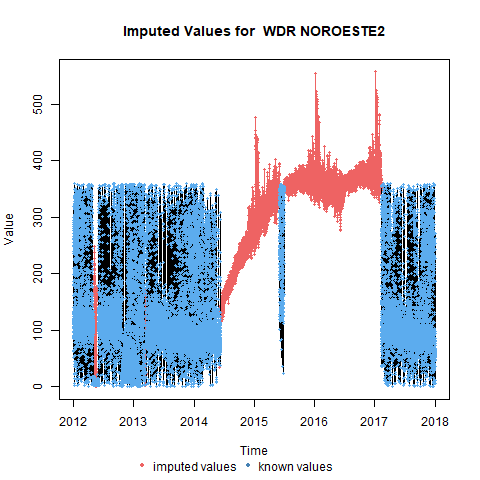 Imputed Values for  WDR NOROESTE2
Value
500
400
300
200
100
0
2012 2013 2014 2015 2016 2017 2018
Time
imputed values known values